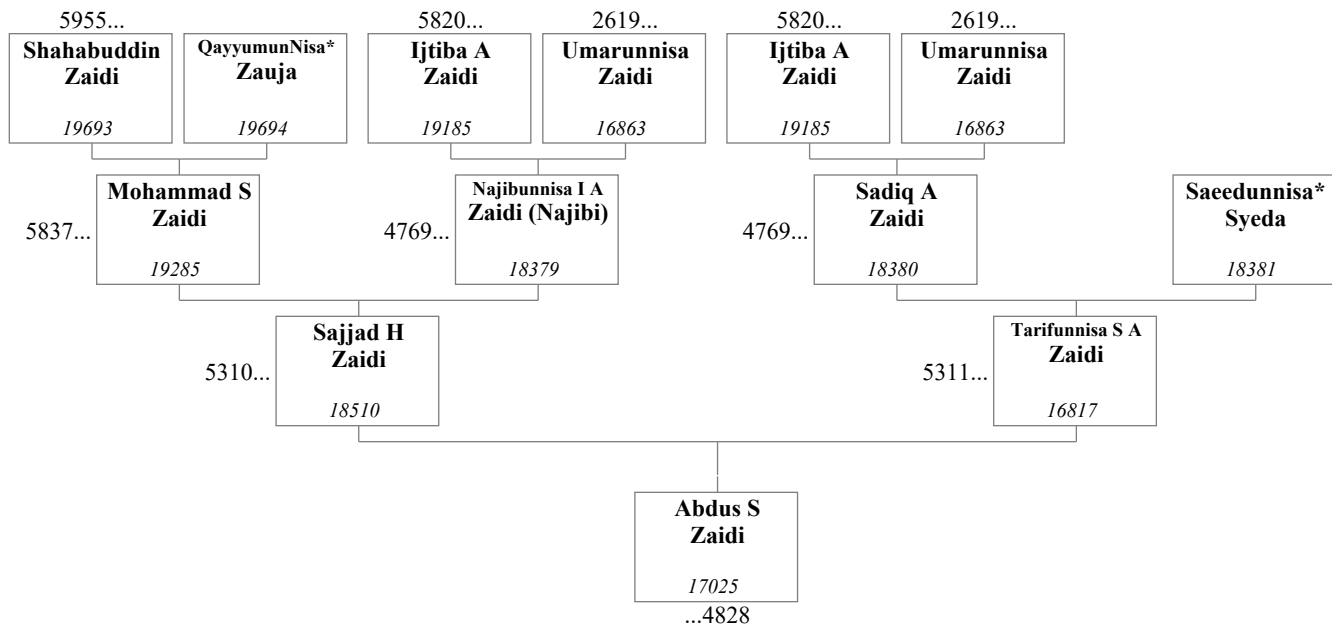 5955...
Shahabuddin
Zaidi
19693
QayyumunNisa*
Zauja
19694
5820...
Ijtiba A
Zaidi
19185
2619...
Umarunnisa
Zaidi
16863
5820...
Ijtiba A
Zaidi
19185
2619...
Umarunnisa
Zaidi
16863
5837...
Mohammad S
Zaidi
19285
4769...
Najibunnisa I A
Zaidi (Najibi)
18379
4769...
Sadiq A
Zaidi
18380
Saeedunnisa*
Syeda
18381
5310...
Sajjad H
Zaidi
18510
5311...
Tarifunnisa S A
Zaidi
16817
Abdus S
Zaidi
17025
...4828